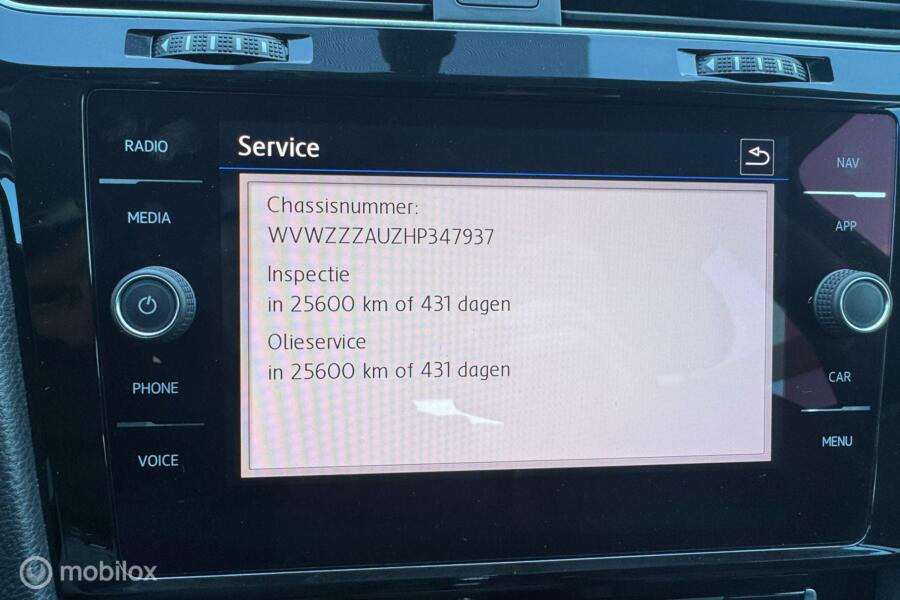 RADIO
MEDIA
PHONE
VOICE
Service
Chassisnummer:
WVWZZZAUZHP347937
Inspectie
in 25600 km of 431 dagen
Olieservice
in 25600 km of 431 dagen
NAV
APP
CAR
MENU
mobilox